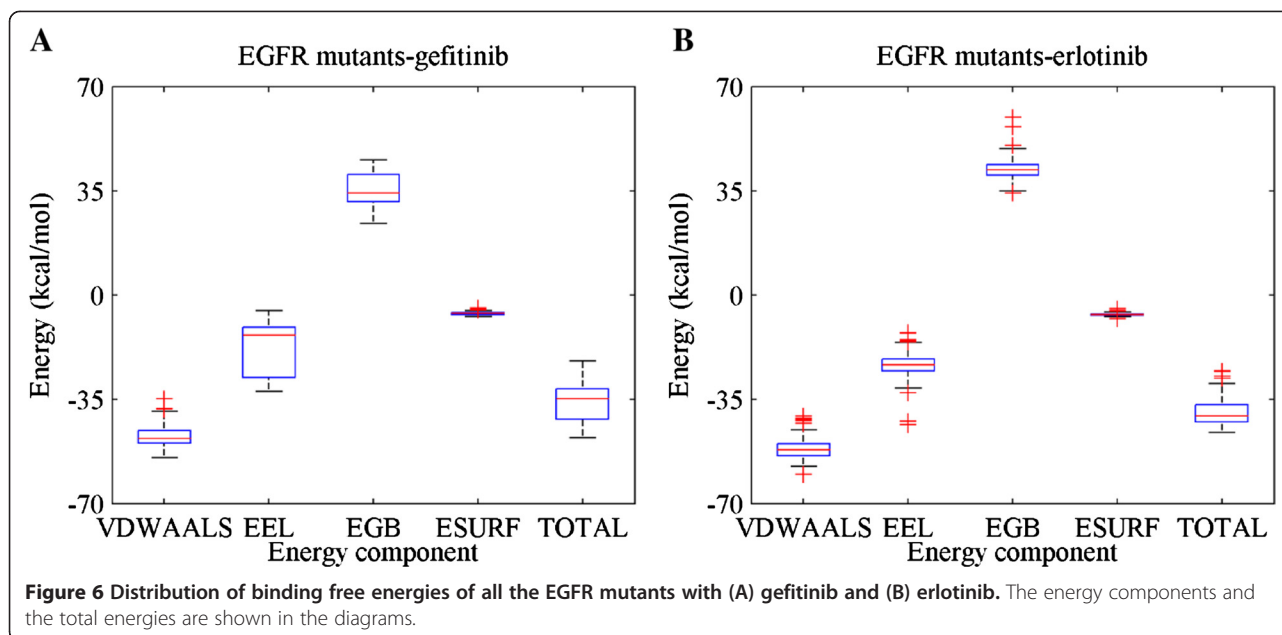 A
EGFR mutants-gefitinib
70
35
0
-35
-70
Energy (kcal/mol)
VDWAALS EEL EGB ESURF TOTAL
Energy component
B
EGFR mutants-erlotinib
70
35
0
-35
-70
Energy (kcal/mol)
VDWAALS EEL EGB ESURF TOTAL
Energy component
Figure 6 Distribution of binding free energies of all the EGFR mutants with (A) gefitinib and (B) erlotinib. The energy components and
the total energies are shown in the diagrams.